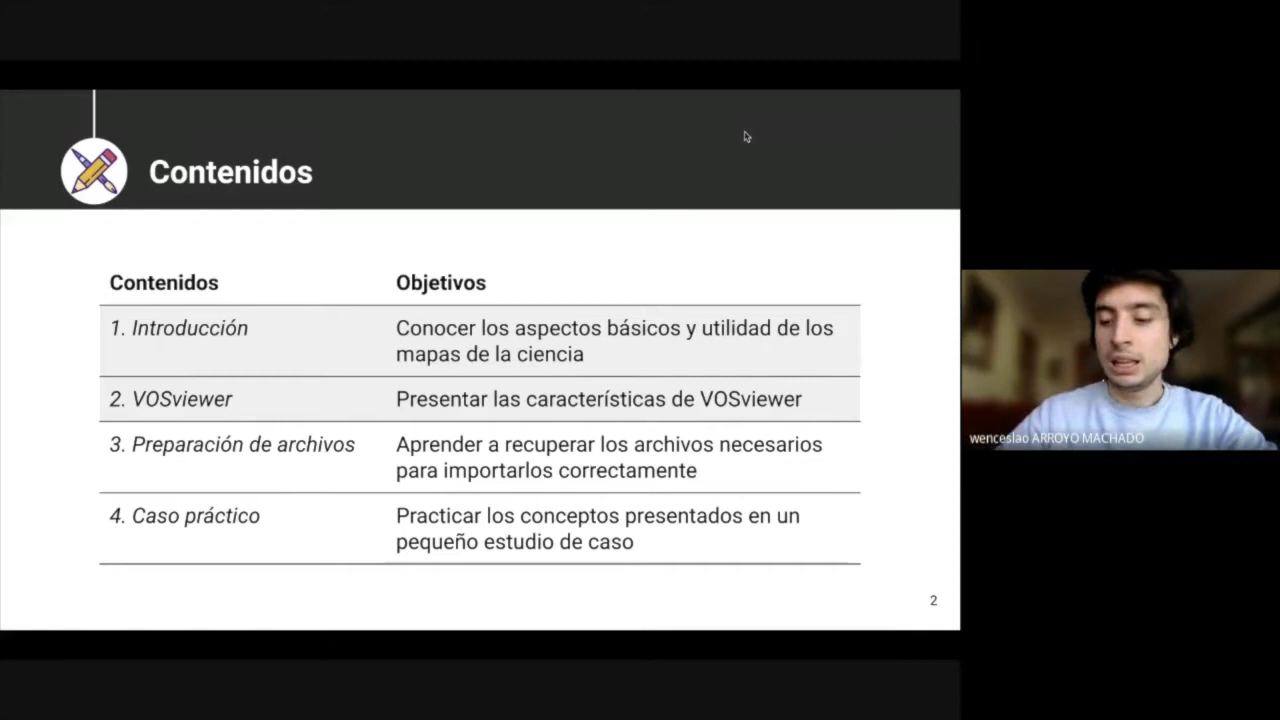 Contenidos
Contenidos Objetivos
1. Introducción Conocer los aspectos básicos y utilidad de los
mapas de la ciencia
2. VOSviewer Presentar las características de VOSviewer
3. Preparación de archivos Aprender a recuperar los archivos necesarios
para importarlos correctamente
4. Caso práctico Practicar los conceptos presentados en un
pequeño estudio de caso
2
wenceslao ARROYO MACHADO